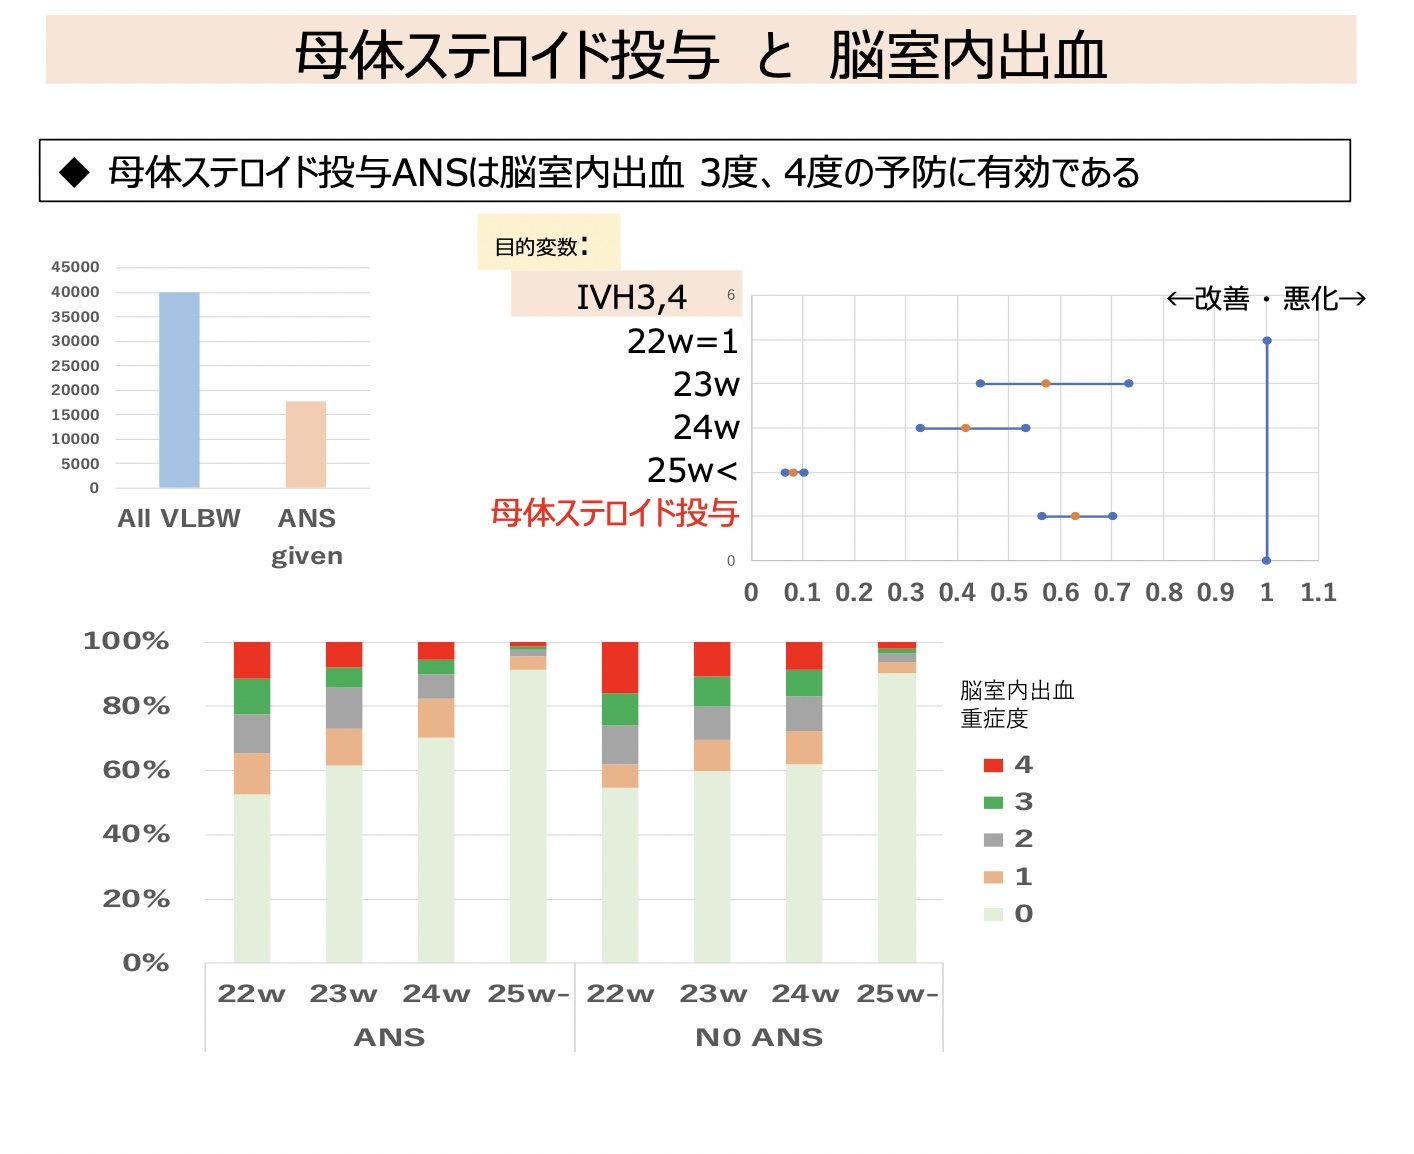 母体ステロイド投与 と 脳室内出血
◆ 母体ステロイド投与ANSは脳室内出血 3度、4度の予防に有効である
目的変数:
IVH3,4
22w=1
23w
24w
25w<
母体ステロイド投与
6
0
←改善・悪化→
0 0.1 0.2 0.3 0.4 0.5 0.6 0.7 0.8 0.9 1 1.1
45000
40000
35000
30000
25000
20000
15000
10000
5000
0
All VLBW
ANS
given
100%
80%
60%
40%
20%
0%
22w 23w 24w 25w- 22w 23w 24w 25w-
ANS N0 ANS
脳室内出血
重症度
4
3
2
1
0